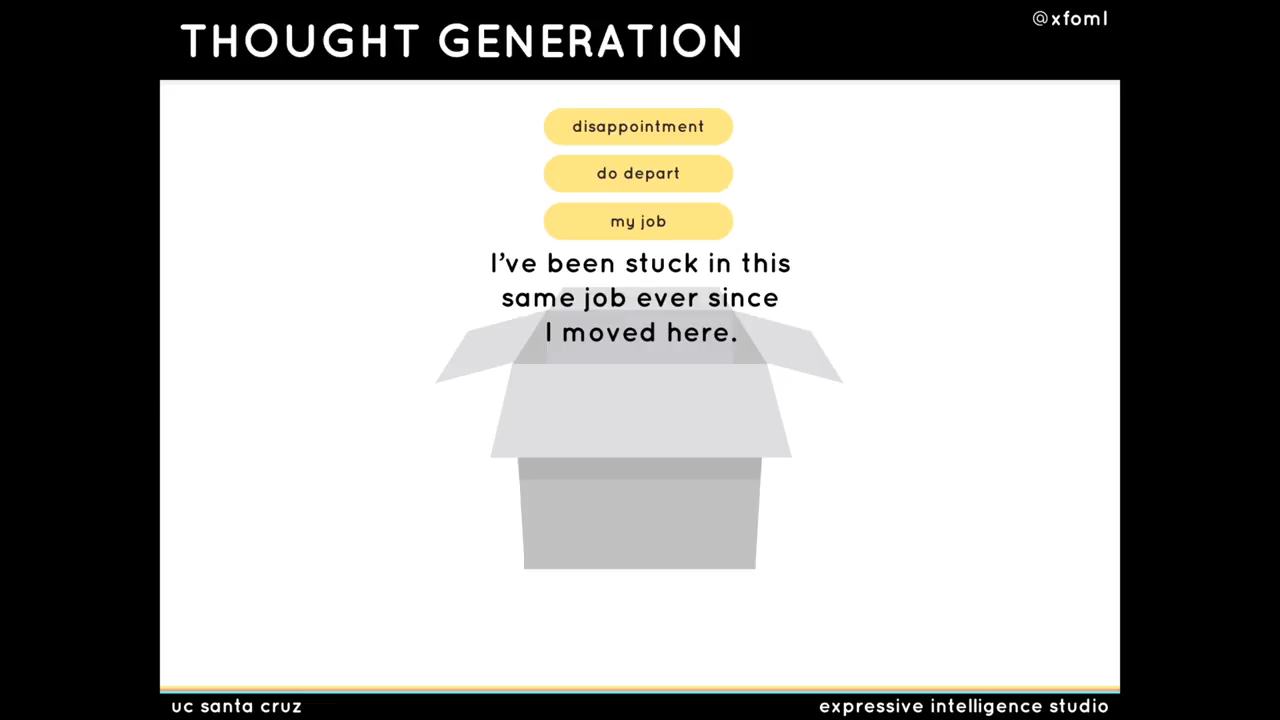 THOUGHT GENERATION
@xfoml
disappointment
do depart
my job
I've been stuck in this
same job ever since
I moved here.
uc santa cruz
expressive intelligence studio